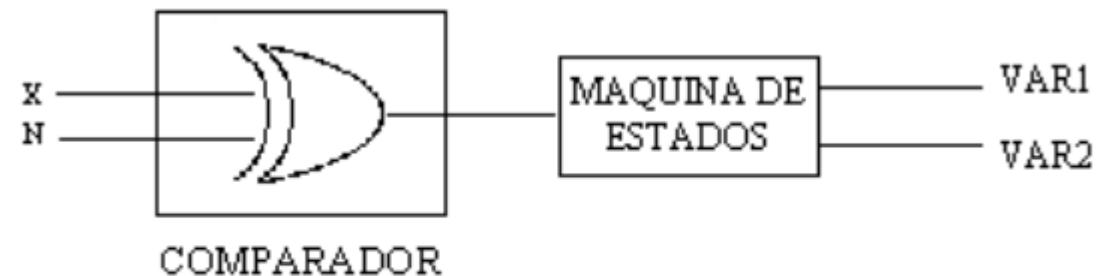 X
N
MAQUINA DE
ESTADOS
VAR1
VAR2
COMPARADOR